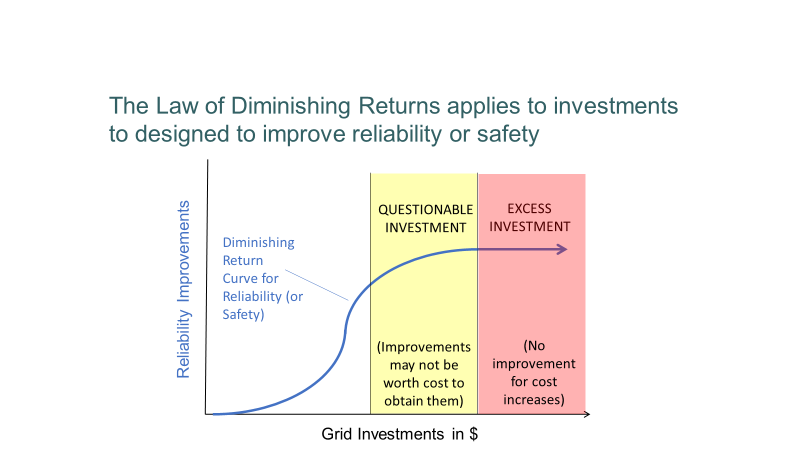 The Law of Diminishing Returns applies to investments
to designed to improve reliability or safety
Reliability Improvements
Diminishing
Return
Curve for
Reliability (or
Safety)
QUESTIONABLE
INVESTMENT
(Improvements
may not be
worth cost to
obtain them)
EXCESS
INVESTMENT
(No
improvement
for cost
increases)
Grid Investments in $